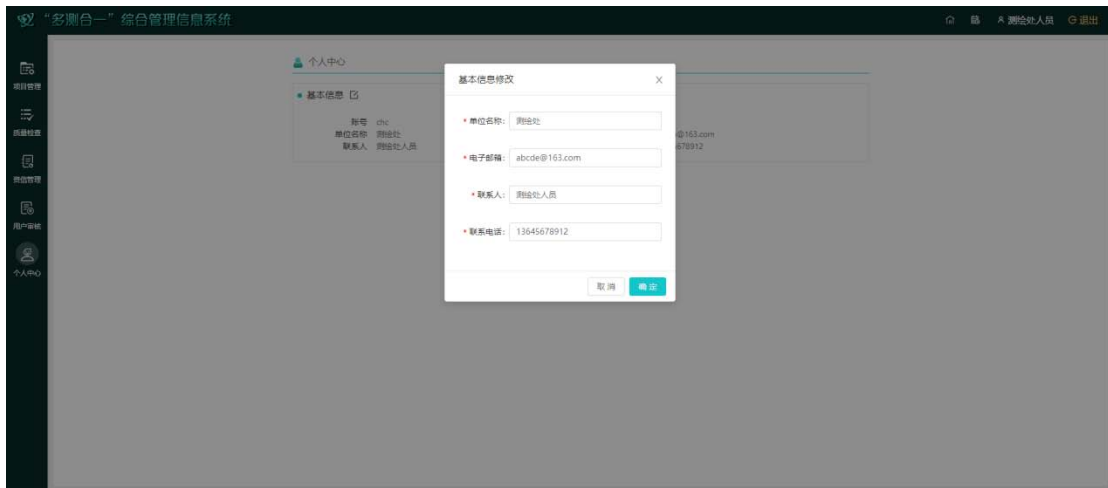 “多测合一”综合管理信息系统
测绘处人员 退出
项目管理
质量检查
资信管理
用户审核
个人中心
个人中心
基本信息
账号 chc
单位名称 测绘处
联系人 测绘处人员
@163.com
678912
基本信息修改
* 单位名称: 测绘处
* 电子邮箱: abcde@163.com
* 联系人: 测绘处人员
* 联系电话: 13645678912
取消 确定